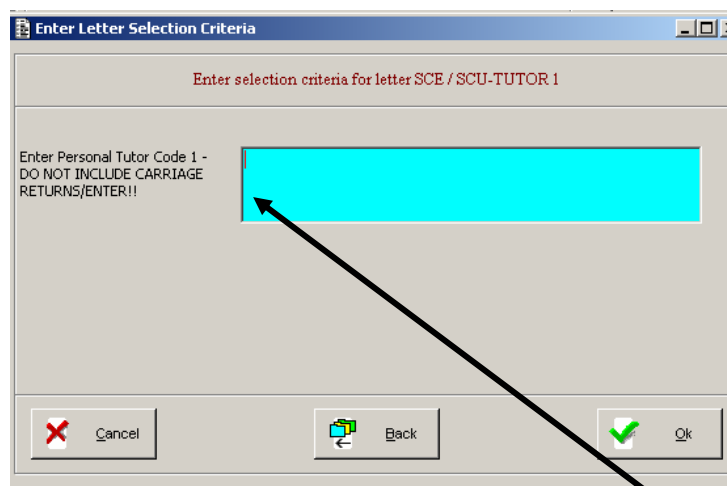 Enter Letter Selection Criteria
Enter selection criteria for letter SCE / SCU-TUTOR 1
Enter Personal Tutor Code 1 -
DO NOT INCLUDE CARRIAGE
RETURNS/ENTER!!
Cancel
Back
Ok